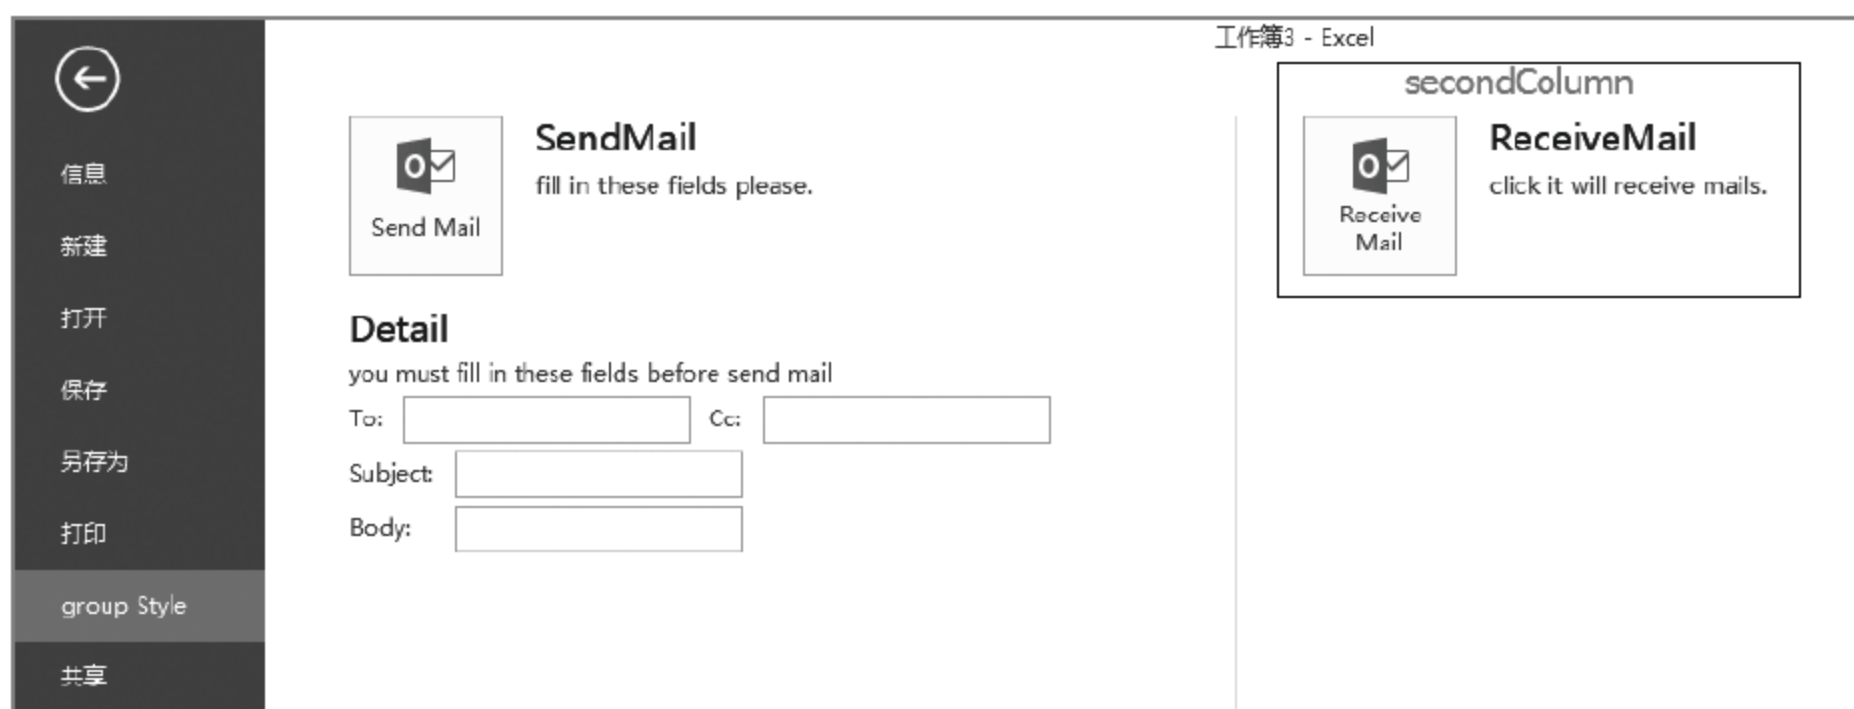 工作簿3 - Excel
信息
新建
打开
保存
另存为
打印
group Style
共享
SendMail
fill in these fields please.
Send Mail
Detail
you must fill in these fields before send mail
To:
Cc:
Subject:
Body:
secondColumn
ReceiveMail
click it will receive mails.
Receive
Mail